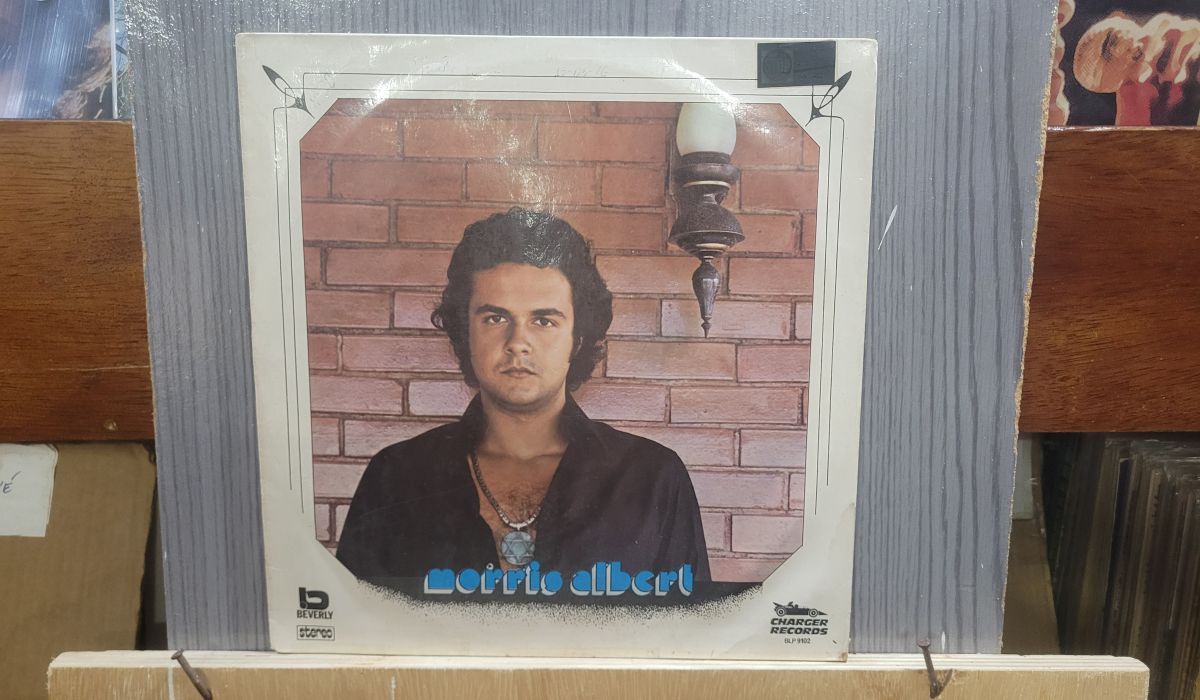 morris albert
b
BEVERLY
stereo
CHARGER
RECORDS
BLP 9102